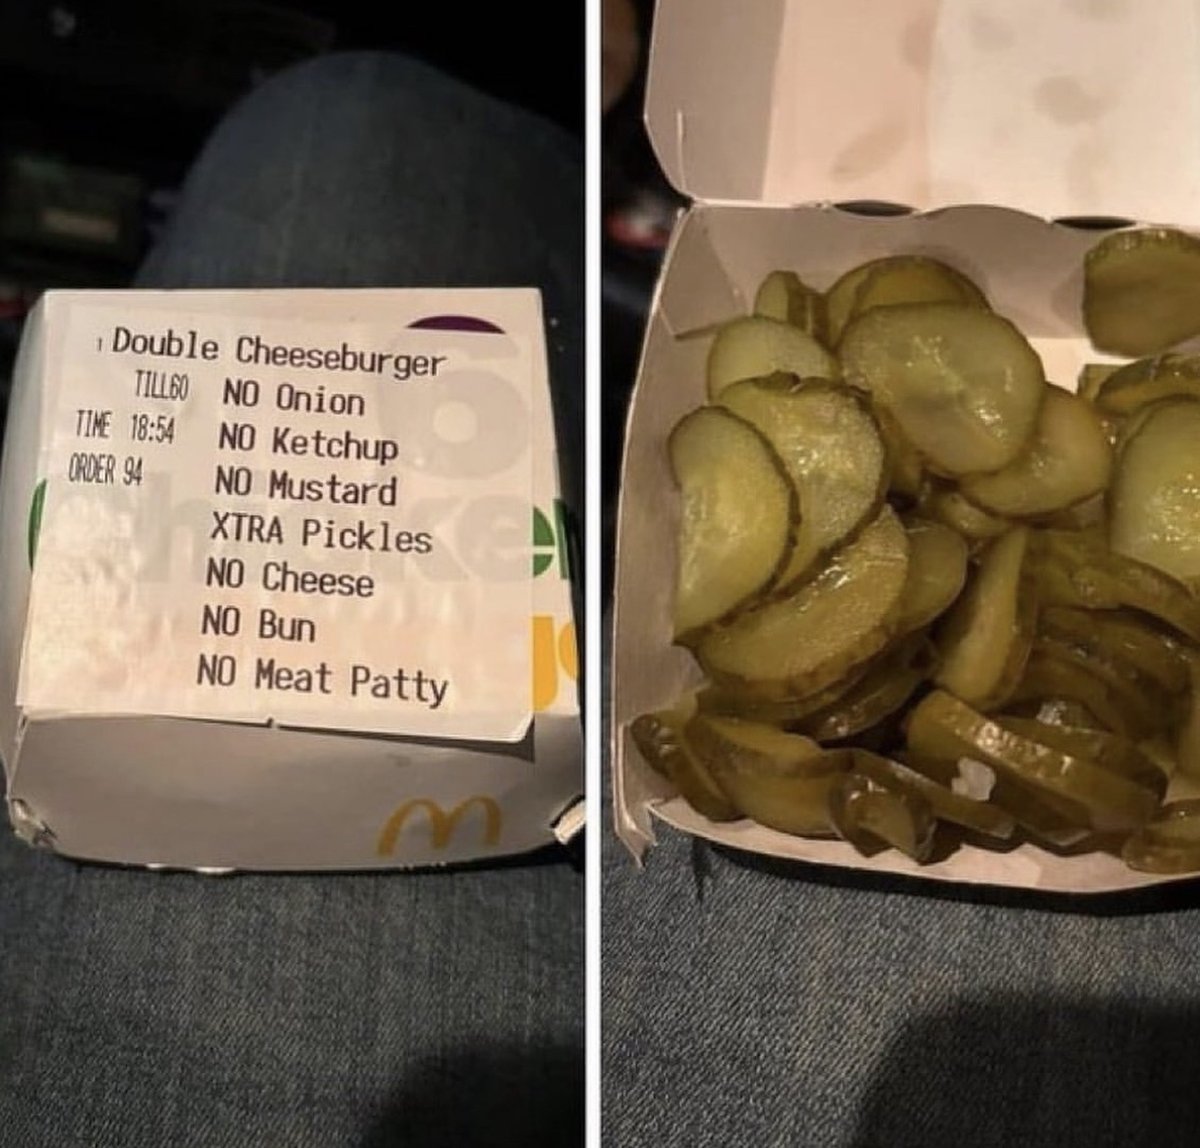 1 Double Cheeseburger
TILL60 NO Onion
TIME 18:54 NO Ketchup
ORDER 94 NO Mustard
XTRA Pickles
NO Cheese
NO Bun
NO Meat Patty